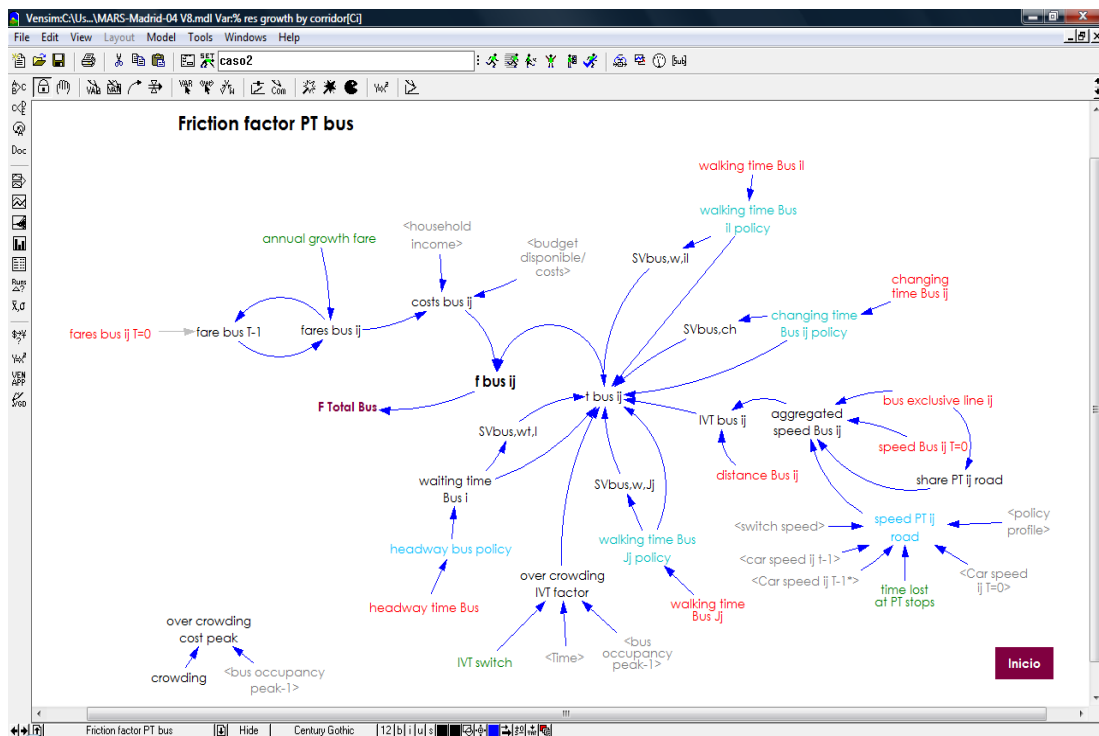 Vensim:C:\Us...\MARS-Madrid-04 V8.mdl Var:% res growth by corridor[Ci]
File Edit View Layout Model Tools Windows Help
SET caso2
Doc
Friction factor PT bus
walking time Bus il
walking time Bus
il policy
<household
income>
annual growth fare
<budget
disponible/
costs>
SVbus,w,il
changing
time Bus ij
costs bus ij
changing time
Bus ij policy
SVbus,ch
fares bus ij T=0
fare bus T-1
fares bus ij
f bus ij
t bus ij
F Total Bus
bus exclusive line ij
aggregated
speed Bus ij
IVT bus ij
SVbus,wt,l
speed Bus ij T=0
distance Bus ij
share PT ij road
waiting time
Bus i
SVbus,w,Jj
<switch speed>
speed PT ij
road
<policy
profile>
headway bus policy
walking time Bus
Jj policy
<car speed ij t-1>
<Car speed ij T-1*>
<Car speed
ij T=0>
over crowding
IVT factor
time lost
at PT stops
headway time Bus
walking time
Bus Jj
over crowding
cost peak
crowding
<bus occupancy
peak-1>
IVT switch
<Time>
<bus
occupancy
peak-1>
Inicio
Friction factor PT bus Hide Century Gothic 12 b i u s